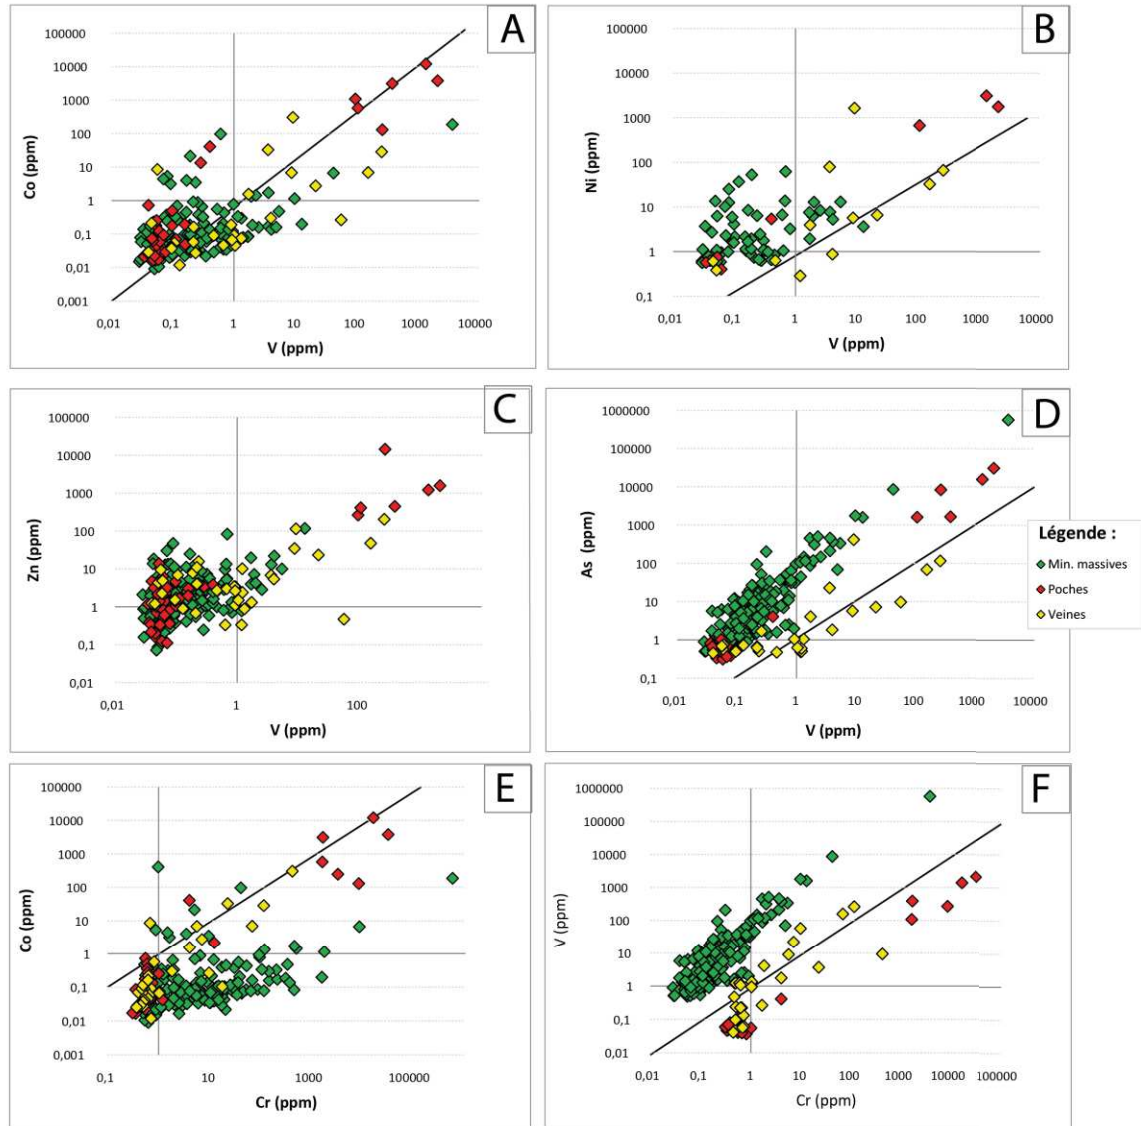 A
Co (ppm)
100000
10000
1000
100
10
1
0,1
0,01
0,001
0,01 0,1 1 10 100 1000 10000
V (ppm)
B
Ni (ppm)
100000
10000
1000
100
10
1
0,1
0,01 0,1 1 10 100 1000 10000
V (ppm)
C
Zn (ppm)
100000
10000
1000
100
10
1
0,1
0,01
0,01 1 100
V (ppm)
D
As (ppm)
1000000
100000
10000
1000
100
10
1
0,1
0,01 0,1 1 10 100 1000 10000
V (ppm)
Légende :
Min. massives
Poches
Veines
E
Co (ppm)
100000
10000
1000
100
10
1
0,1
0,01
0,001
0,1 10 1000 100000
Cr (ppm)
F
V (ppm)
1000000
10000
1000
100
10
1
0,1
0,01
0,01 0,1 1 10 100 1000 10000 100000
Cr (ppm)